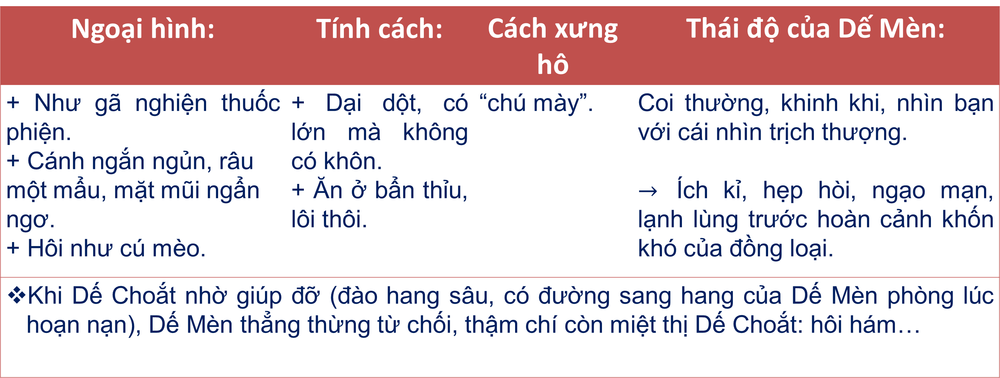 Ngoại hình:
Tính cách:
Cách xưng
hô
Thái độ của Dế Mèn:
+ Như gã nghiện thuốc
phiện.
+ Cánh ngắn ngủn, râu
một mẩu, mặt mũi ngẩn
ngơ.
+ Hôi như cú mèo.
+ Dại dột, có
lớn mà không
có khôn.
+ Ăn ở bẩn thỉu,
lôi thôi.
“chú mày”.
Coi thường, khinh khi, nhìn bạn
với cái nhìn trịch thượng.
→ Ích kỉ, hẹp hòi, ngạo mạn,
lạnh lùng trước hoàn cảnh khốn
khó của đồng loại.
❖Khi Dế Choắt nhờ giúp đỡ (đào hang sâu, có đường sang hang của Dế Mèn phòng lúc
hoạn nạn), Dế Mèn thẳng thừng từ chối, thậm chí còn miệt thị Dế Choắt: hôi hám…